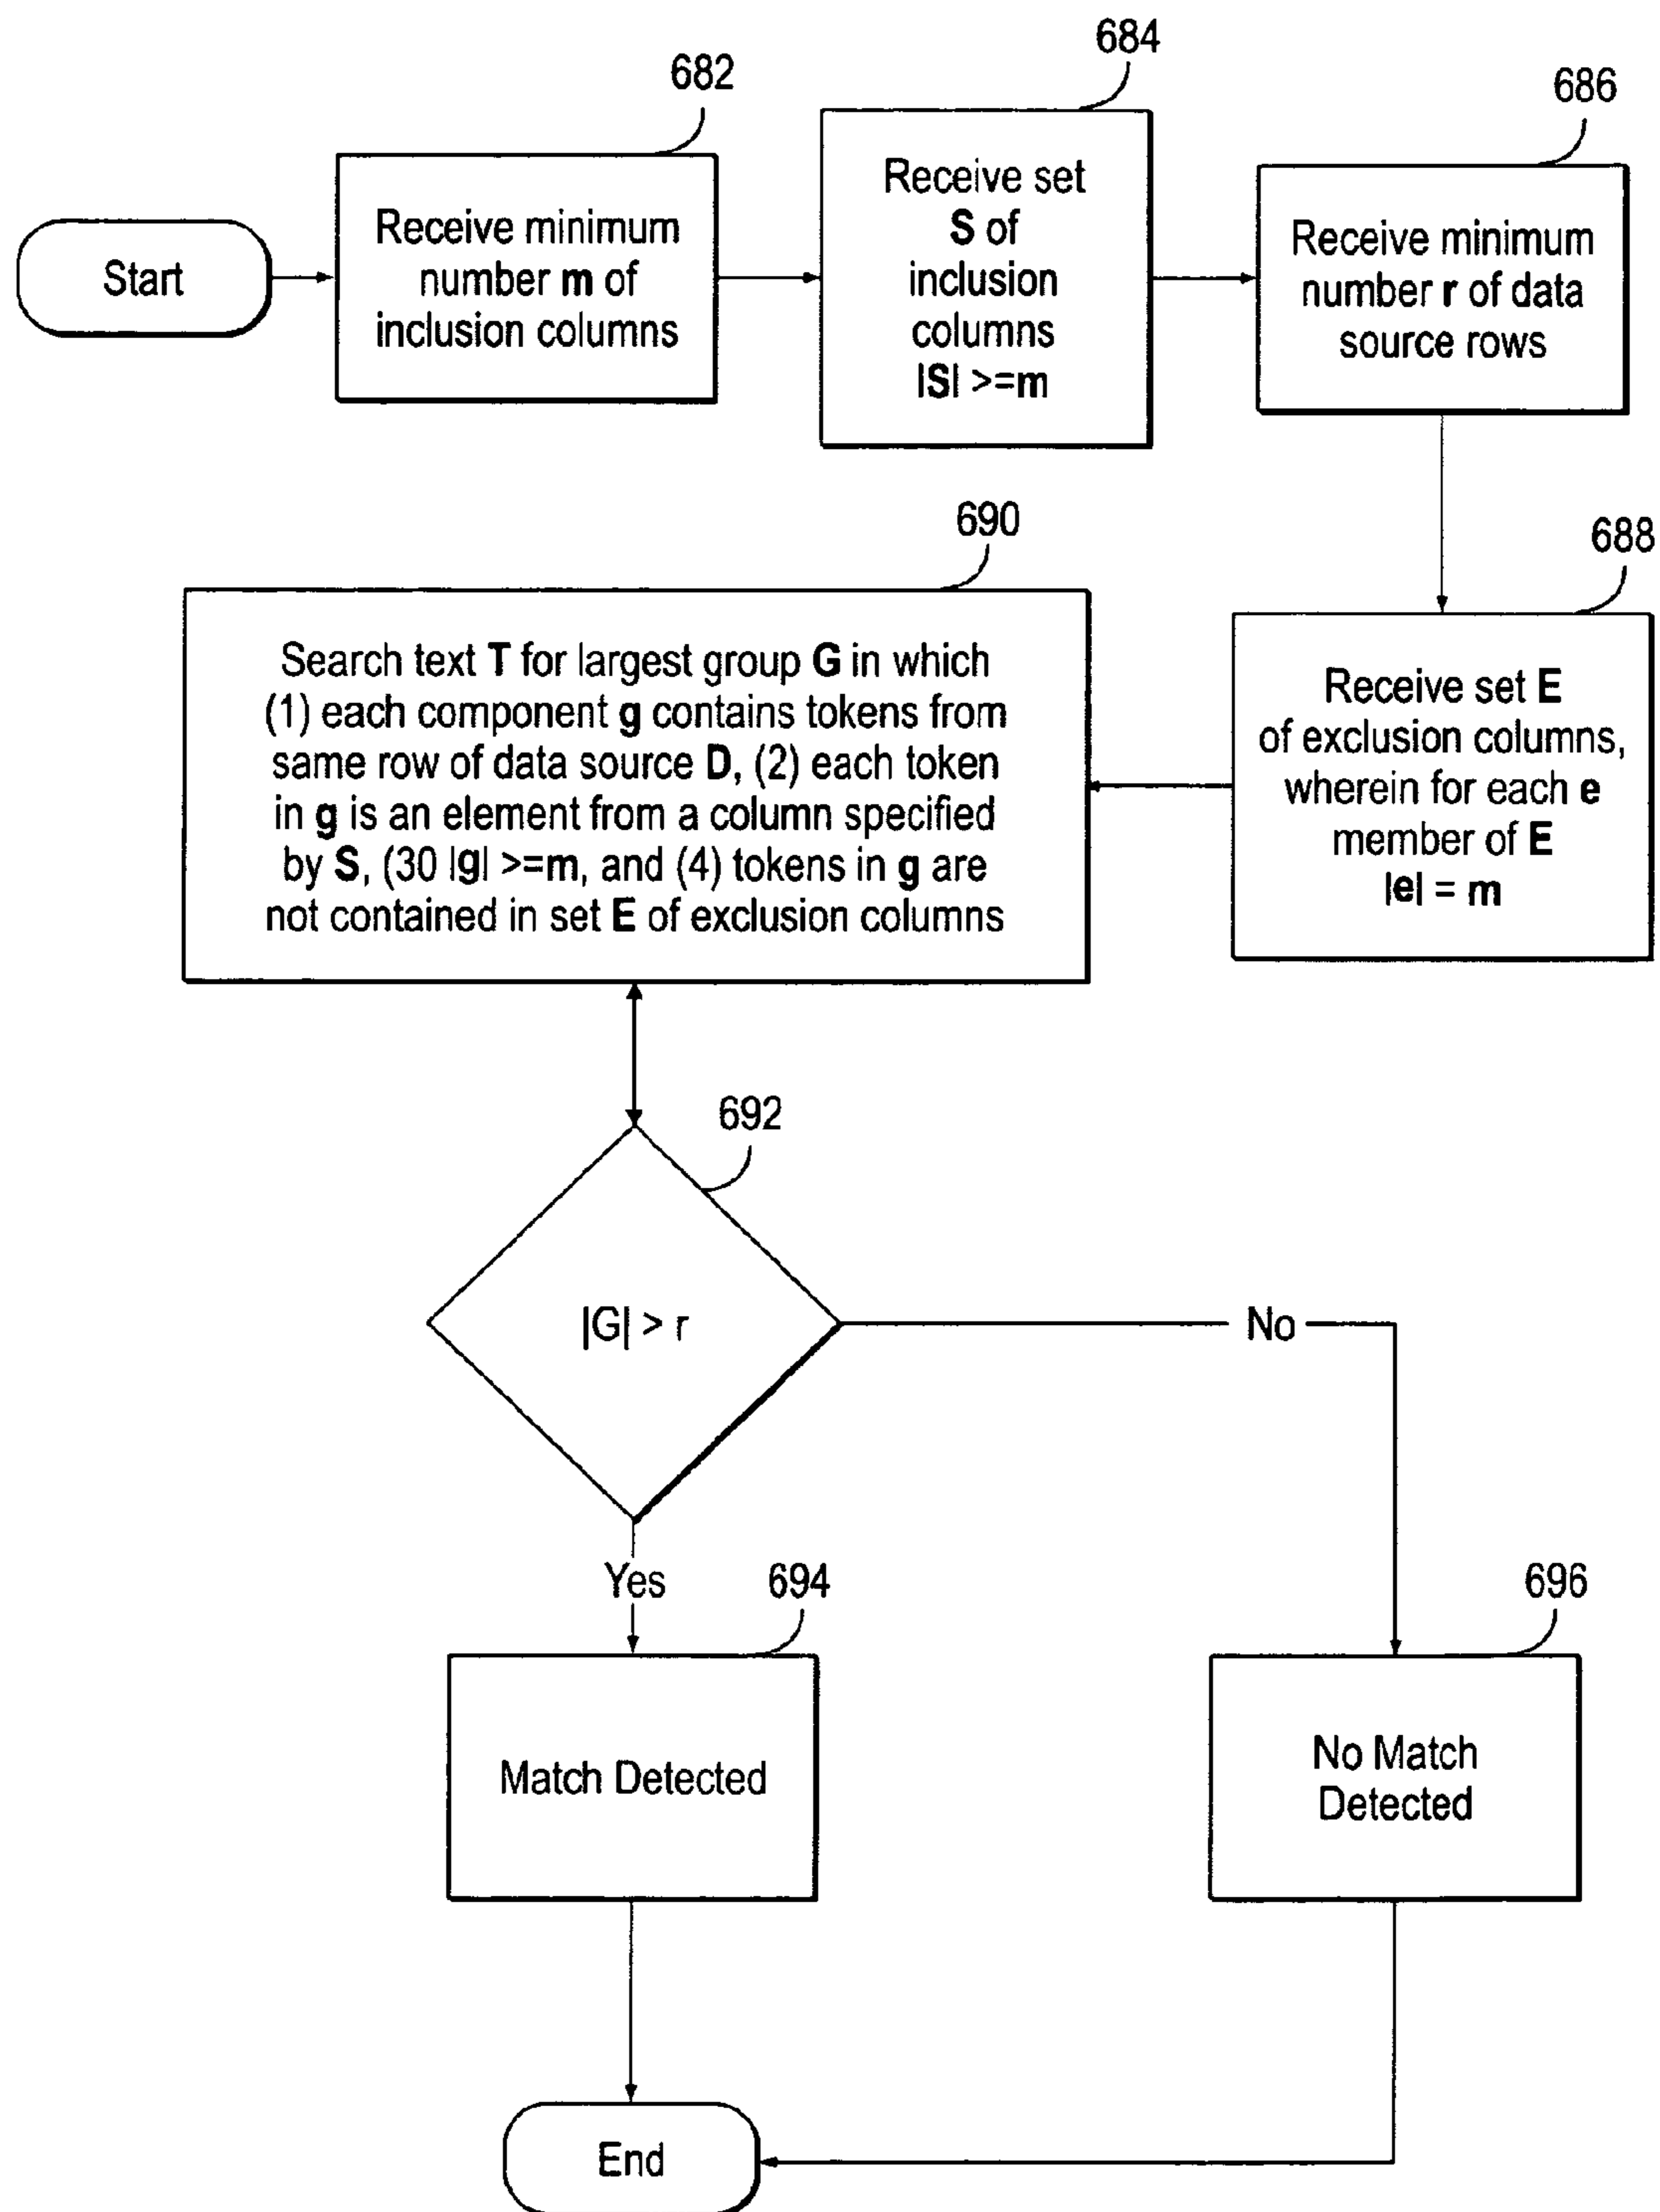 682
684
686
Start
Receive minimum
number m of
inclusion columns
Receive set
S of
inclusion
columns
|S| >=m
Receive minimum
number r of data
source rows
690
688
Search text T for largest group G in which
(1) each component g contains tokens from
same row of data source D, (2) each token
in g is an element from a column specified
by S, (30 |g| >=m, and (4) tokens in g are
not contained in set E of exclusion columns
Receive set E
of exclusion columns,
wherein for each e
member of E
|e| = m
692
|G| > r
No
Yes
694
696
Match Detected
No Match
Detected
End